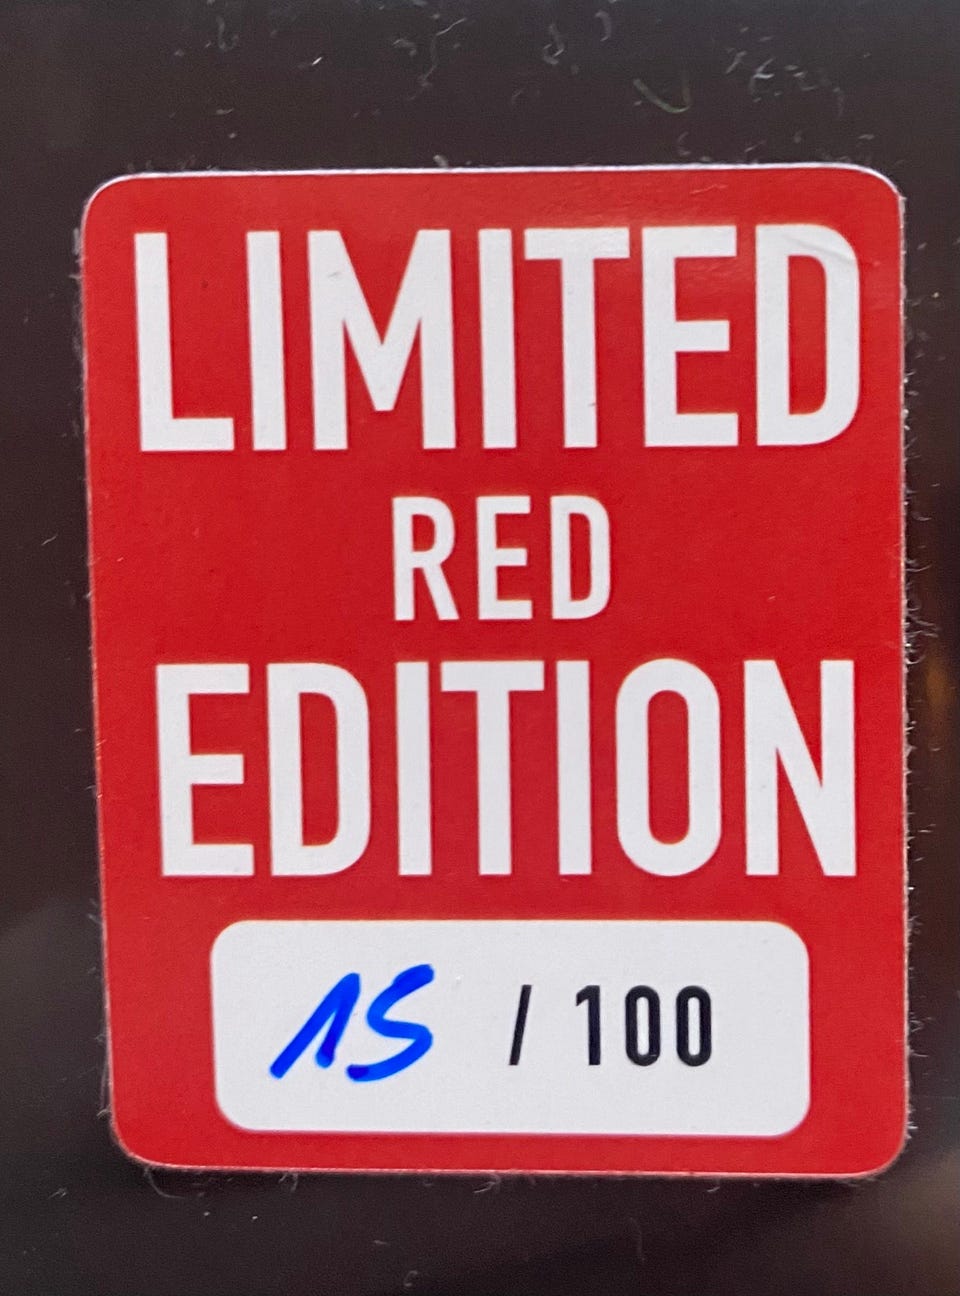 LIMITED
RED
EDITION
15 / 100